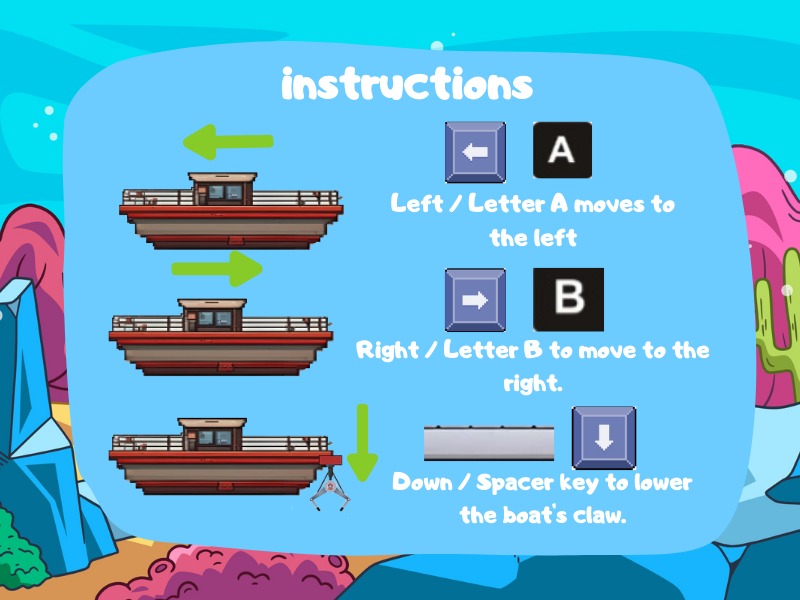 instructions
A
Left / Letter A moves to
the left
B
Right / Letter B to move to the
right.
Down / Spacer key to lower
the boat's claw.